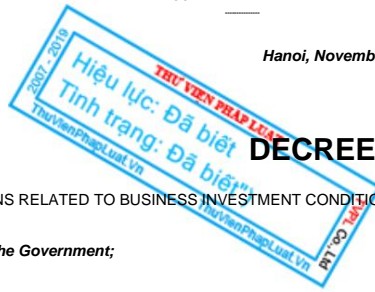 Hanoi, Novemb
2007 - 2019
THƯ VIỆN PHÁP LUẬT
Hiệu lực: Đã biết
Tình trạng: Đã biết"\
ThuVienPhapLuat.Vn
ThuVienPhapLuat.Vn
TVPL Co., Ltd
DECREE
NS RELATED TO BUSINESS INVESTMENT CONDITIO
he Government;